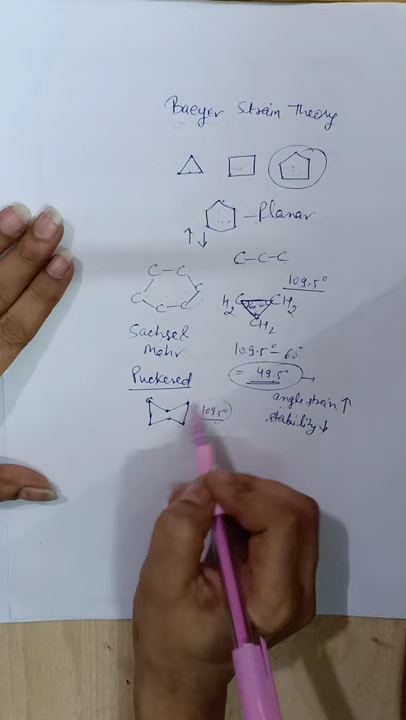 Baeyer Strain Theory
- Planar
C-C-C
C-C
C C
C-C
109.5°
H₂C CH₂
60°
CH₂
Sachse &
Mohr
109.5° - 60°
Puckered
= 49.5°
angle strain ↑
stability ↓
109.5°